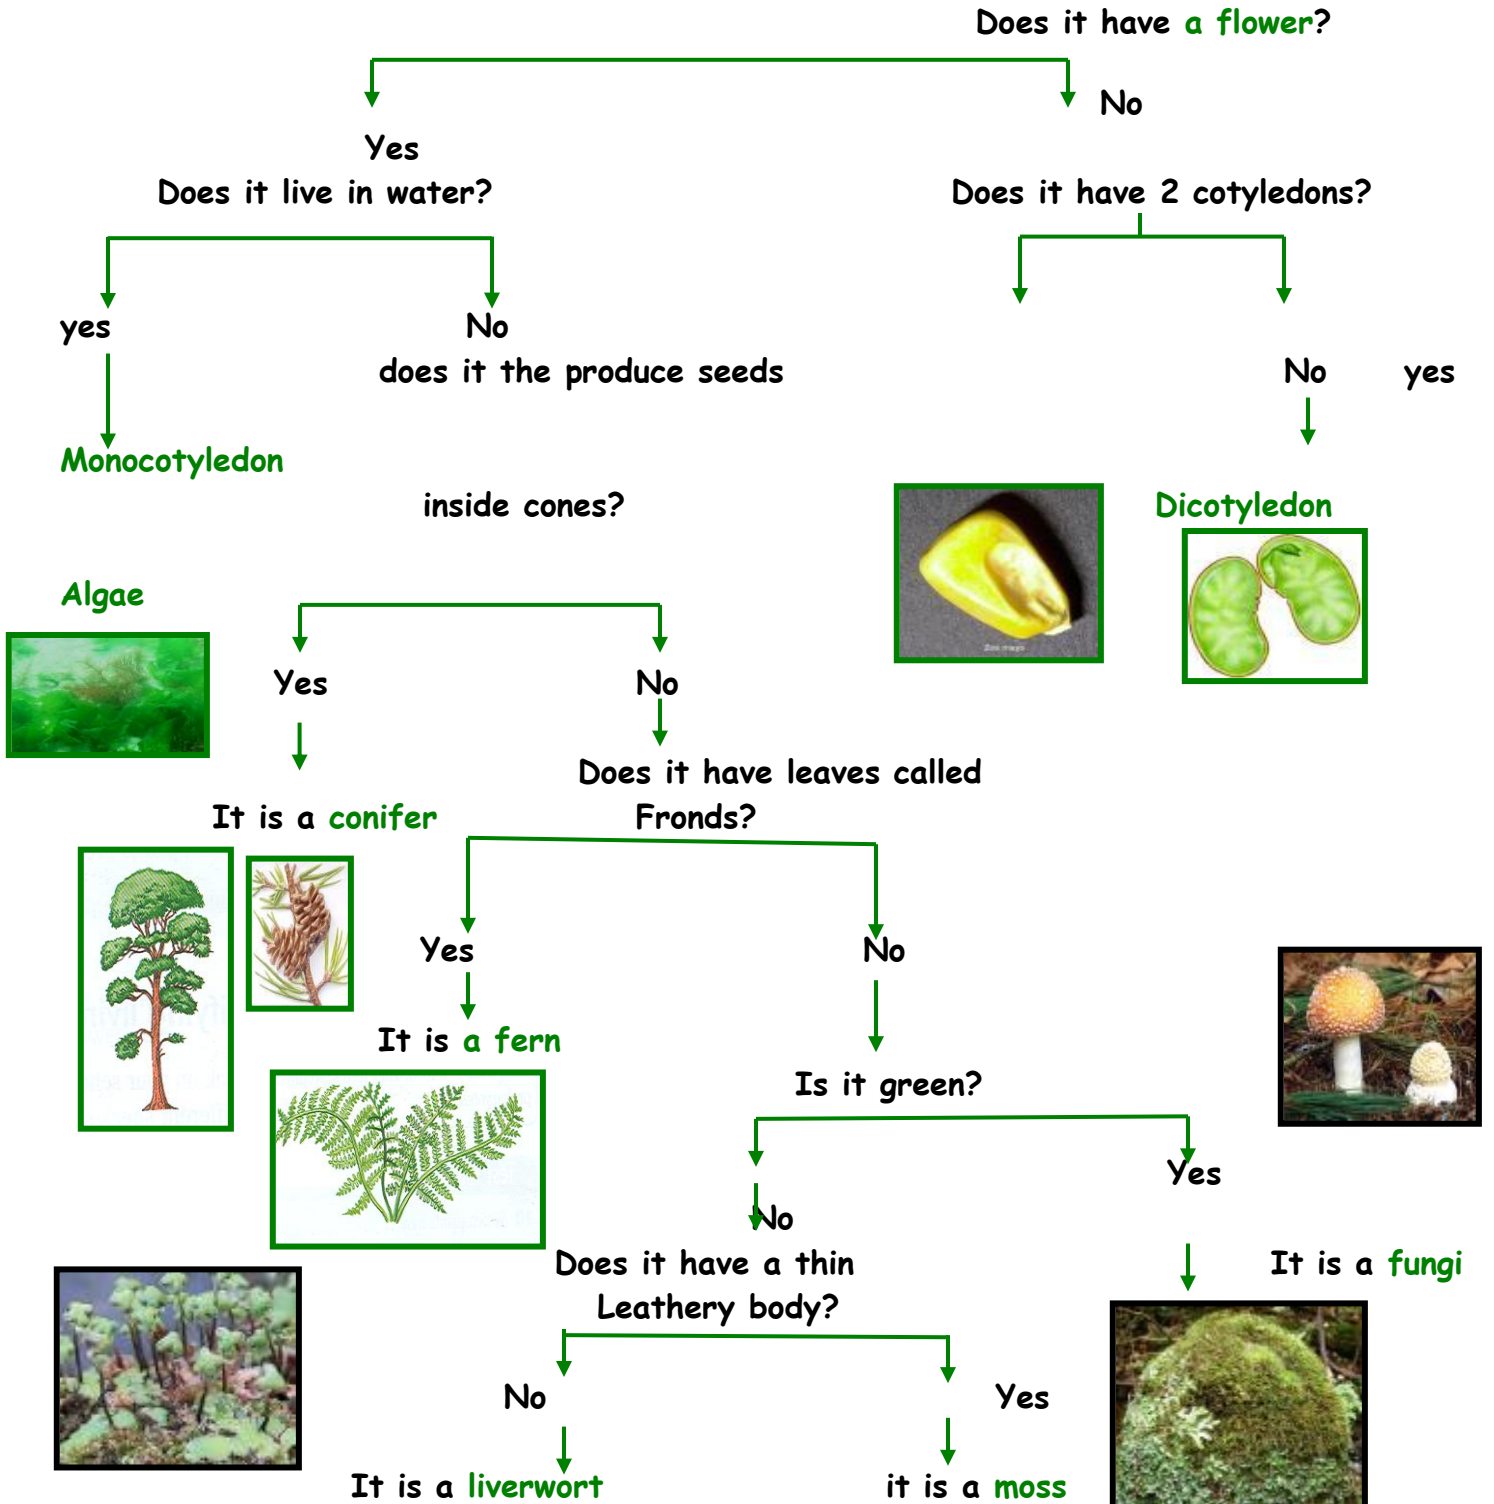 Does it have a flower?
No
Yes
Does it live in water?
Does it have 2 cotyledons?
yes
No
does it the produce seeds
No yes
Monocotyledon
inside cones?
Dicotyledon
Algae
Yes
No
Does it have leaves called
It is a conifer
Fronds?
Yes
No
It is a fern
Is it green?
Yes
No
Does it have a thin
It is a fungi
Leathery body?
No
Yes
It is a liverwort
it is a moss